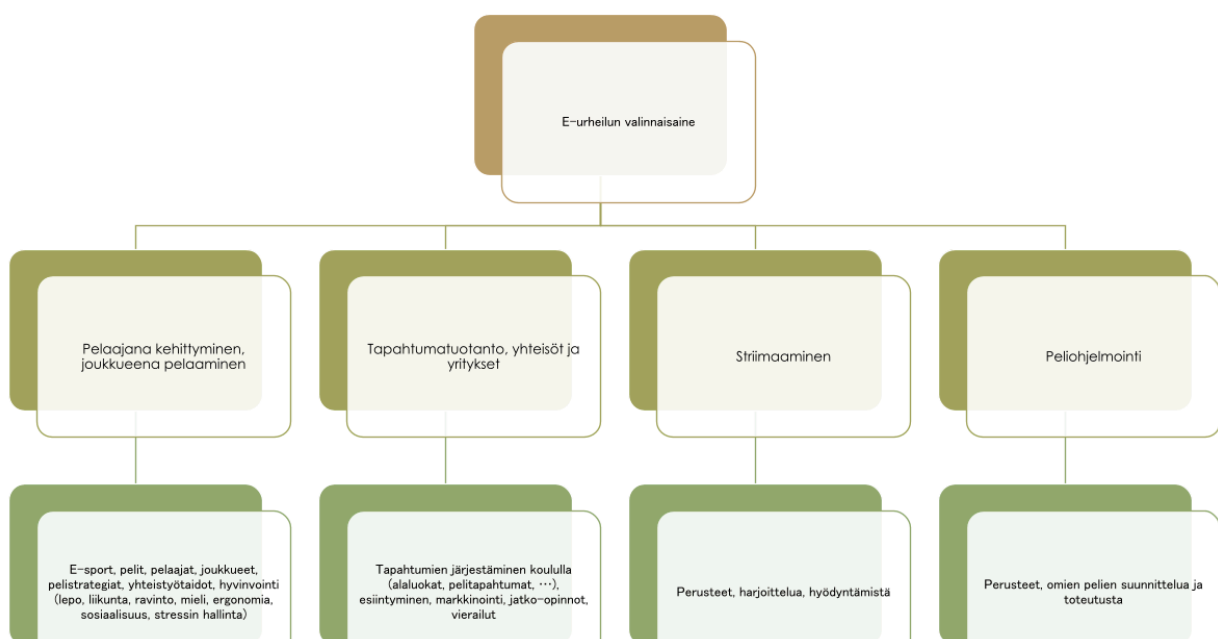 E-urheilun valinnaisaine
Pelaajana kehittyminen,
joukkueena pelaaminen
Tapahtumatuotanto, yhteisöt ja
yritykset
Striimaaminen
Peliohjelmointi
E-sport, pelit, pelaajat, joukkueet,
pelistrategiat, yhteistyötaidot, hyvinvointi
(lepo, liikunta, ravinto, mieli, ergonomia,
sosiaalisuus, stressin hallinta)
Tapahtumien järjestäminen koululla
(alaluokat, pelitapahtumat, …),
esiintyminen, markkinointi, jatko-opinnot,
vierailut
Perusteet, harjoittelua, hyödyntämistä
Perusteet, omien pelien suunnittelua ja
toteutusta